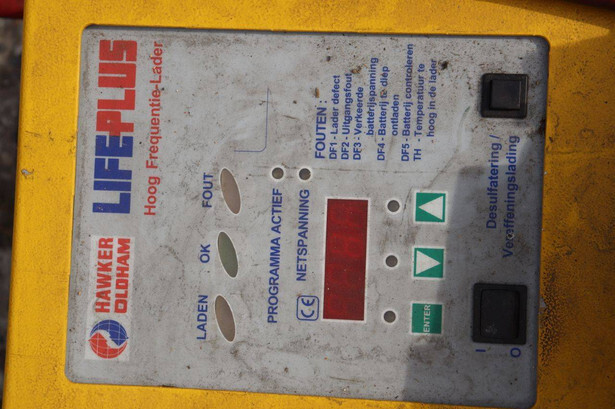 HAWKER
OLDHAM
LIFEPLUS
Hoog Frequentie-Lader
LADEN OK FOUT
PROGRAMMA ACTIEF
NETSPANNING
CE
FOUTEN :
DF1 - Lader defect
DF2 - Uitgangsfout
DF3 - Verkeerde
batterijspanning
DF4 - Batterij te diep
ontladen
DF5 - Batterij controleren
TH - Temperatuur te
hoog in de lader
ENTER
Desulfatering /
Vereffeningslading
I
O